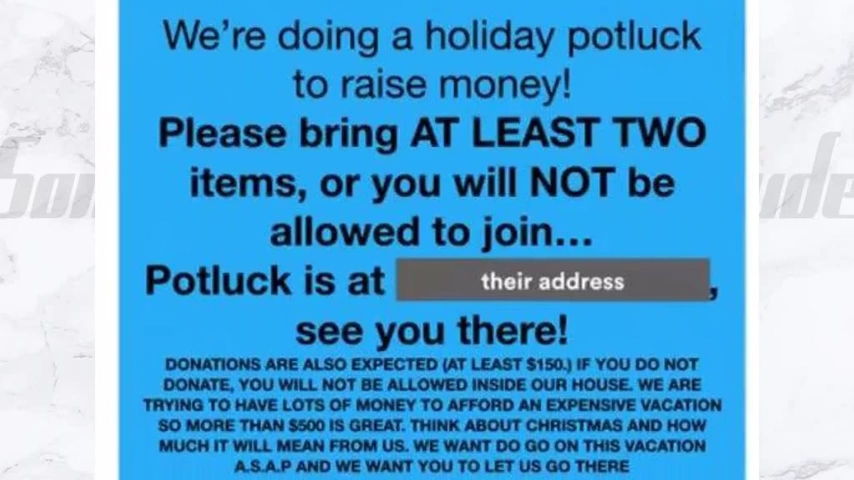 We're doing a holiday potluck
to raise money!
Please bring AT LEAST TWO
items, or you will NOT be
allowed to join...
Potluck is at their address,
see you there!
DONATIONS ARE ALSO EXPECTED (AT LEAST $150.) IF YOU DO NOT
DONATE, YOU WILL NOT BE ALLOWED INSIDE OUR HOUSE. WE ARE
TRYING TO HAVE LOTS OF MONEY TO AFFORD AN EXPENSIVE VACATION
SO MORE THAN $500 IS GREAT. THINK ABOUT CHRISTMAS AND HOW
MUCH IT WILL MEAN FROM US. WE WANT DO GO ON THIS VACATION
A.S.A.P AND WE WANT YOU TO LET US GO THERE